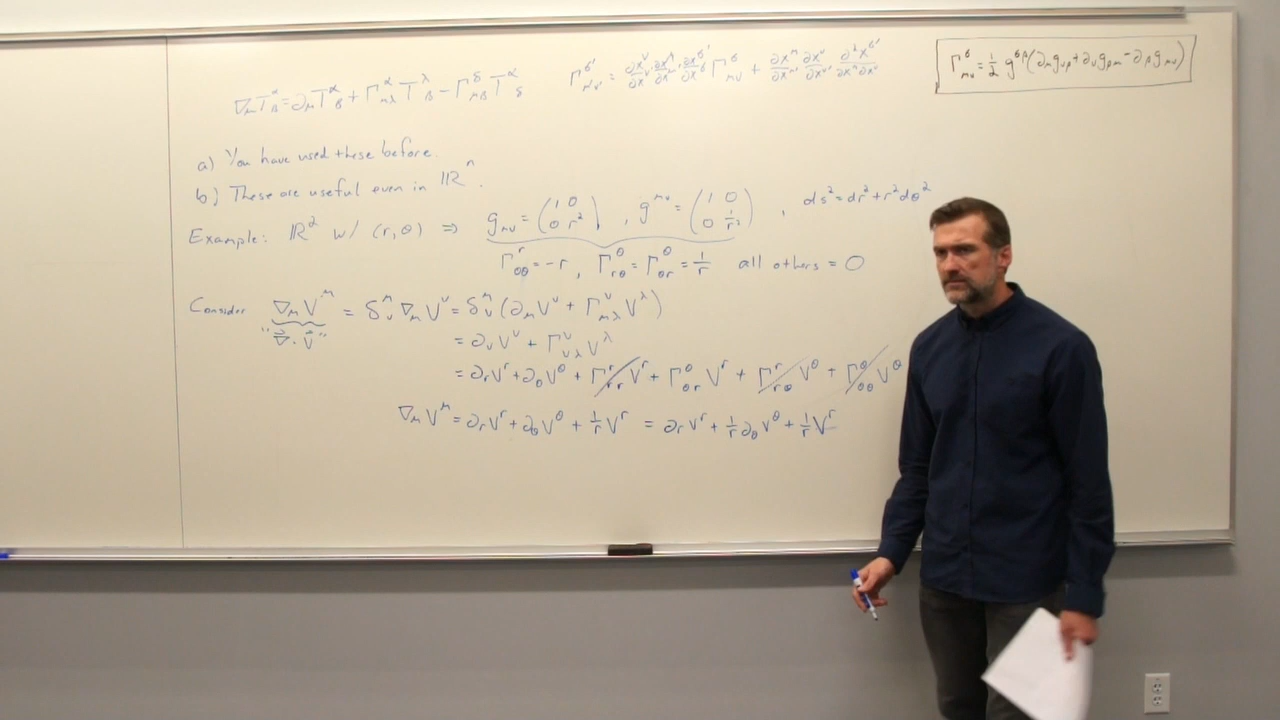 ∇_μ T^α_β = ∂_μ T^α_β + Γ^α_{μλ} T^λ_β − Γ^δ_{μβ} T^α_δ
Γ^{σ'}_{μ'ν'} = ∂x^ν/∂x^{ν'} ∂x^μ/∂x^{μ'} ∂x^{σ'}/∂x^σ Γ^σ_{μν} + ∂x^μ/∂x^{μ'} ∂x^ν/∂x^{ν'} ∂²x^{σ'}/∂x^μ∂x^ν
Γ^σ_{μν} = 1/2 g^{σρ}(∂_μ g_{νρ} + ∂_ν g_{ρμ} − ∂_ρ g_{μν})
a) You have used these before.
b) These are useful even in ℝ^n.
Example: ℝ² w/ (r,θ) ⇒ g_{μν} = (1 0 0 r²), g^{μν} = (1 0 0 1/r²), ds² = dr² + r²dθ²
Γ^r_{θθ} = −r, Γ^θ_{rθ} = Γ^θ_{θr} = 1/r all others = 0
Consider ∇_μ V^μ = δ^μ_ν ∇_μ V^ν = δ^μ_ν (∂_μ V^ν + Γ^ν_{μλ} V^λ)
"∇⃗ · V⃗"
= ∂_ν V^ν + Γ^ν_{νλ} V^λ
= ∂_r V^r + ∂_θ V^θ + Γ^r_{rr} V^r + Γ^θ_{θr} V^r + Γ^r_{rθ} V^θ + Γ^θ_{θθ} V^θ
∇_μ V^μ = ∂_r V^r + ∂_θ V^θ + 1/r V^r = ∂_r V^r + 1/r ∂_θ V^θ + 1/r V^r